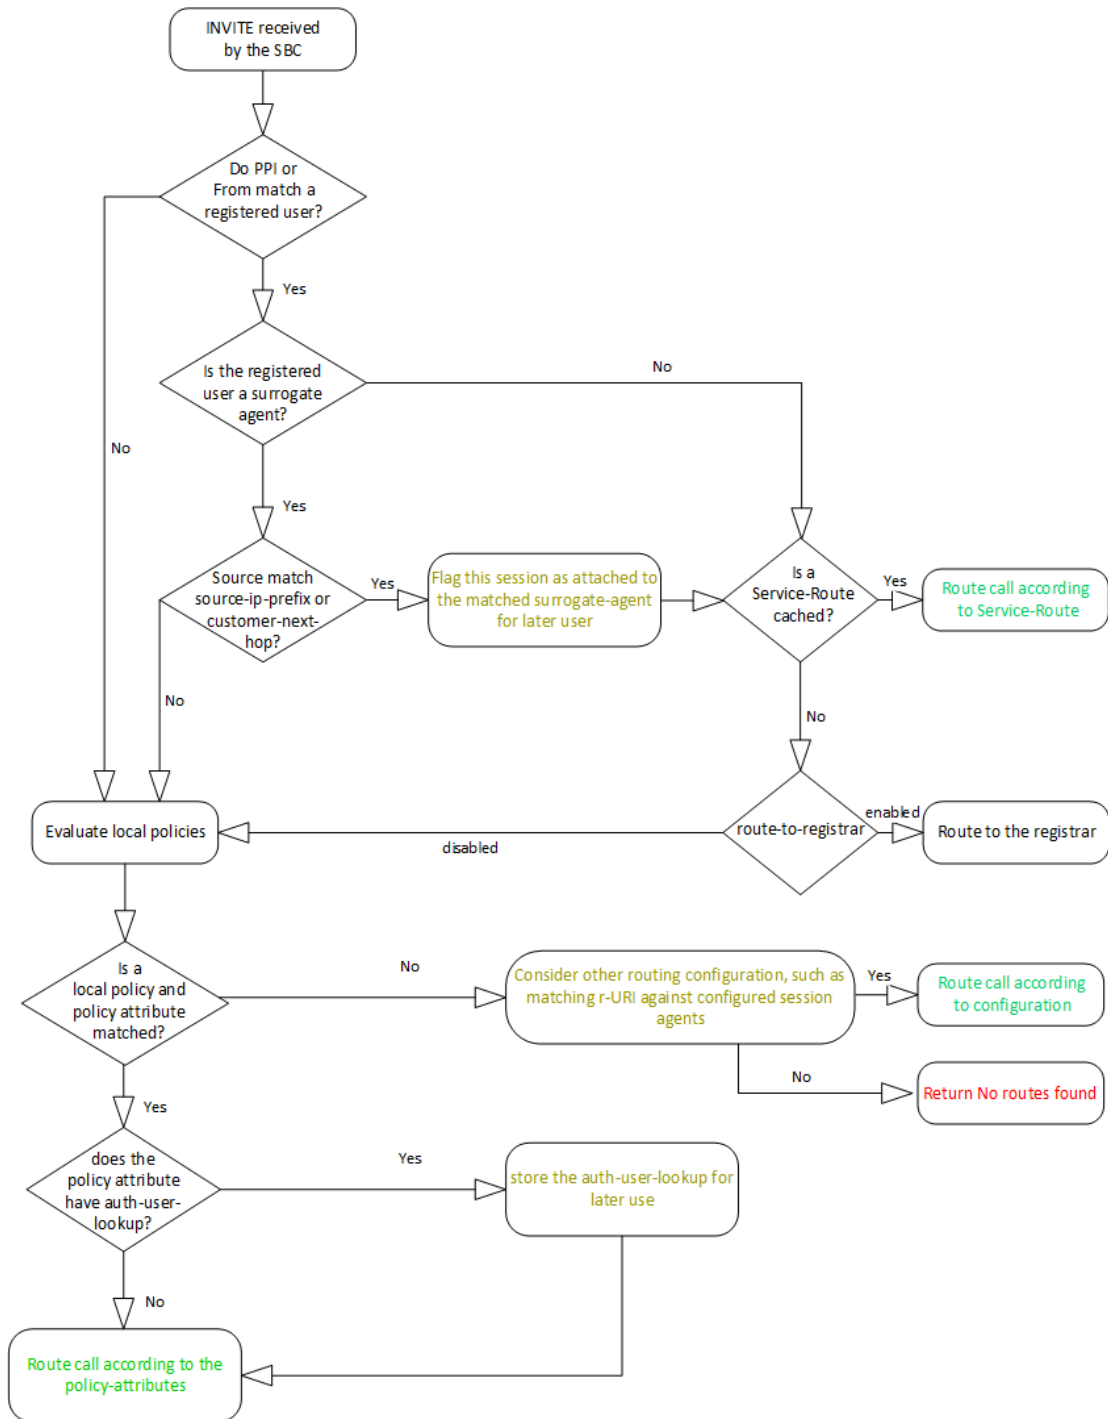 INVITE received
by the SBC
Do PPI or
From match a
registered user?
Yes
Is the registered
user a surrogate
agent?
No
No
Yes
Source match
source-ip-prefix or
customer-next-
hop?
Yes
Flag this session as attached to
the matched surrogate-agent
for later user
Is a
Service-Route
cached?
Yes
Route call according
to Service-Route
No
No
Evaluate local policies
disabled
route-to-registrar
enabled
Route to the registrar
Is a
local policy and
policy attribute
matched?
No
Consider other routing configuration, such as
matching r-URI against configured session
agents
Yes
Route call according
to configuration
No
Return No routes found
Yes
does the
policy attribute
have auth-user-
lookup?
Yes
store the auth-user-lookup for
later use
No
Route call according to the
policy-attributes